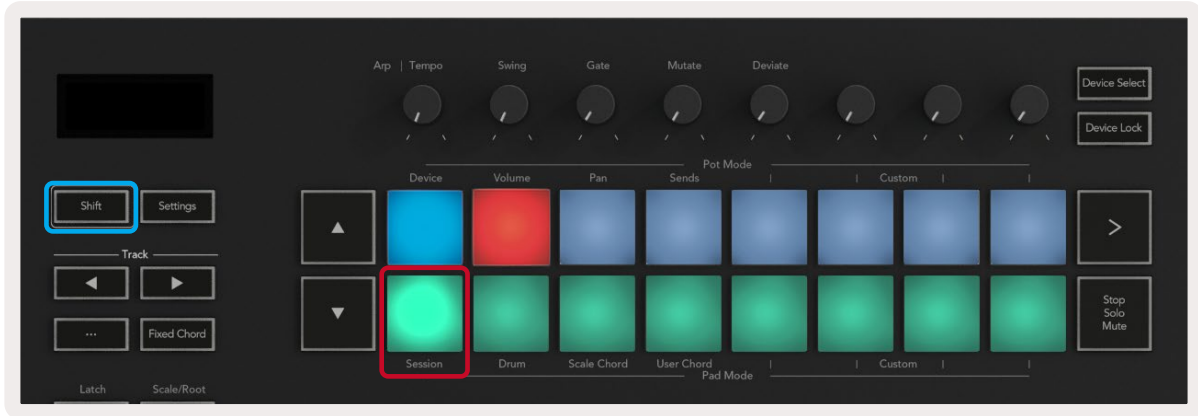 Arp | Tempo Swing Gate Mutate Deviate
Device Select
Device Lock
Pot Mode
Device Volume Pan Sends | | Custom | |
Shift Settings
▲ >
Track
◀ ▶
▼ Stop
Solo
Mute
... Fixed Chord
Session Drum Scale Chord User Chord | | Custom | |
Pad Mode
Latch Scale/Root